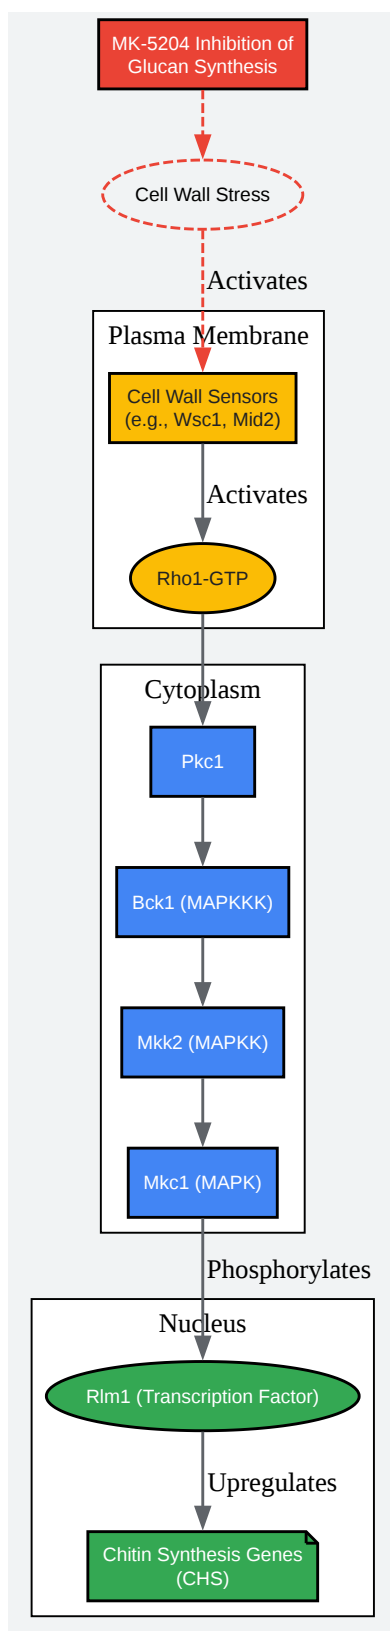 MK-5204 Inhibition of
Glucan Synthesis
Cell Wall Stress
Activates
Plasma Membrane
Cell Wall Sensors
(e.g., Wsc1, Mid2)
Activates
Rho1-GTP
Cytoplasm
Pkc1
Bck1 (MAPKKK)
Mkk2 (MAPKK)
Mkc1 (MAPK)
Phosphorylates
Nucleus
Rlm1 (Transcription Factor)
Upregulates
Chitin Synthesis Genes
(CHS)